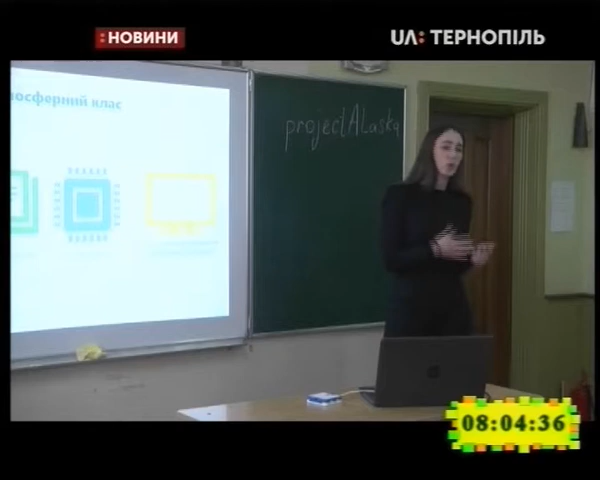 :НОВИНИ
UA: ТЕРНОПІЛЬ
осферний клас
projectALaska
08:04:36